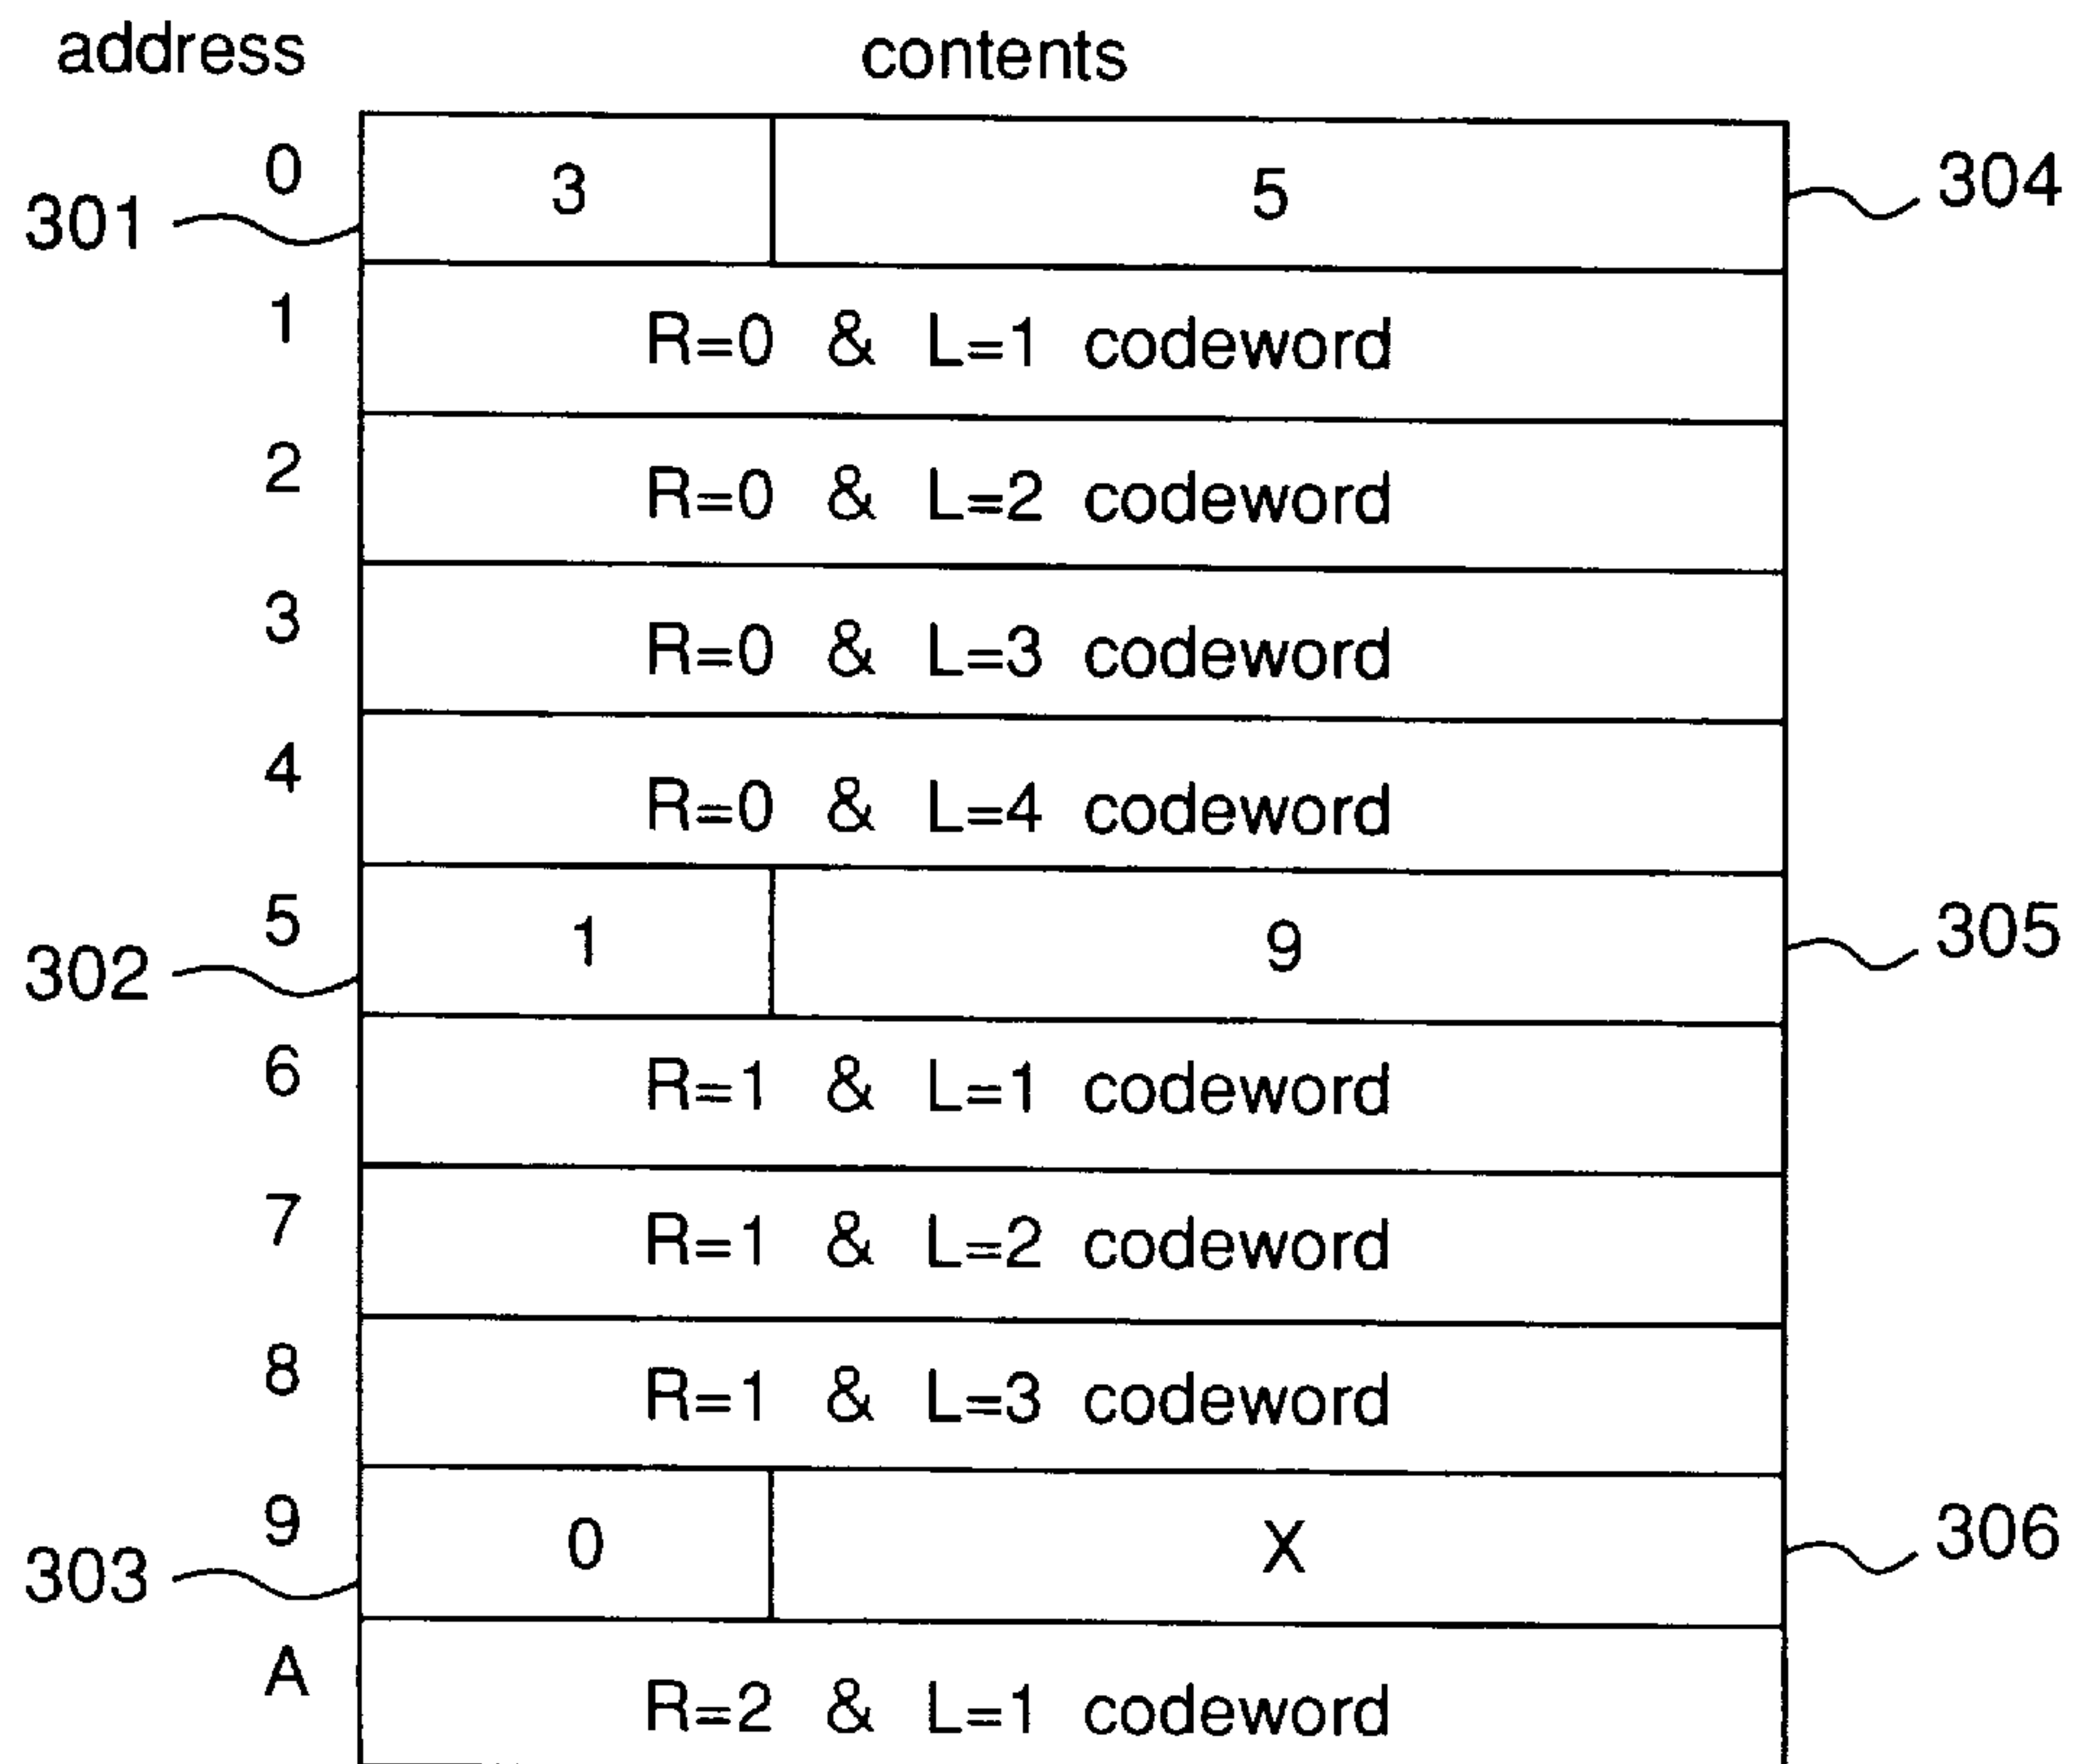 address contents
0 3 5 304
301
1 R=0 & L=1 codeword
2 R=0 & L=2 codeword
3 R=0 & L=3 codeword
4 R=0 & L=4 codeword
5 1 9 305
302
6 R=1 & L=1 codeword
7 R=1 & L=2 codeword
8 R=1 & L=3 codeword
9 0 X 306
303
A R=2 & L=1 codeword